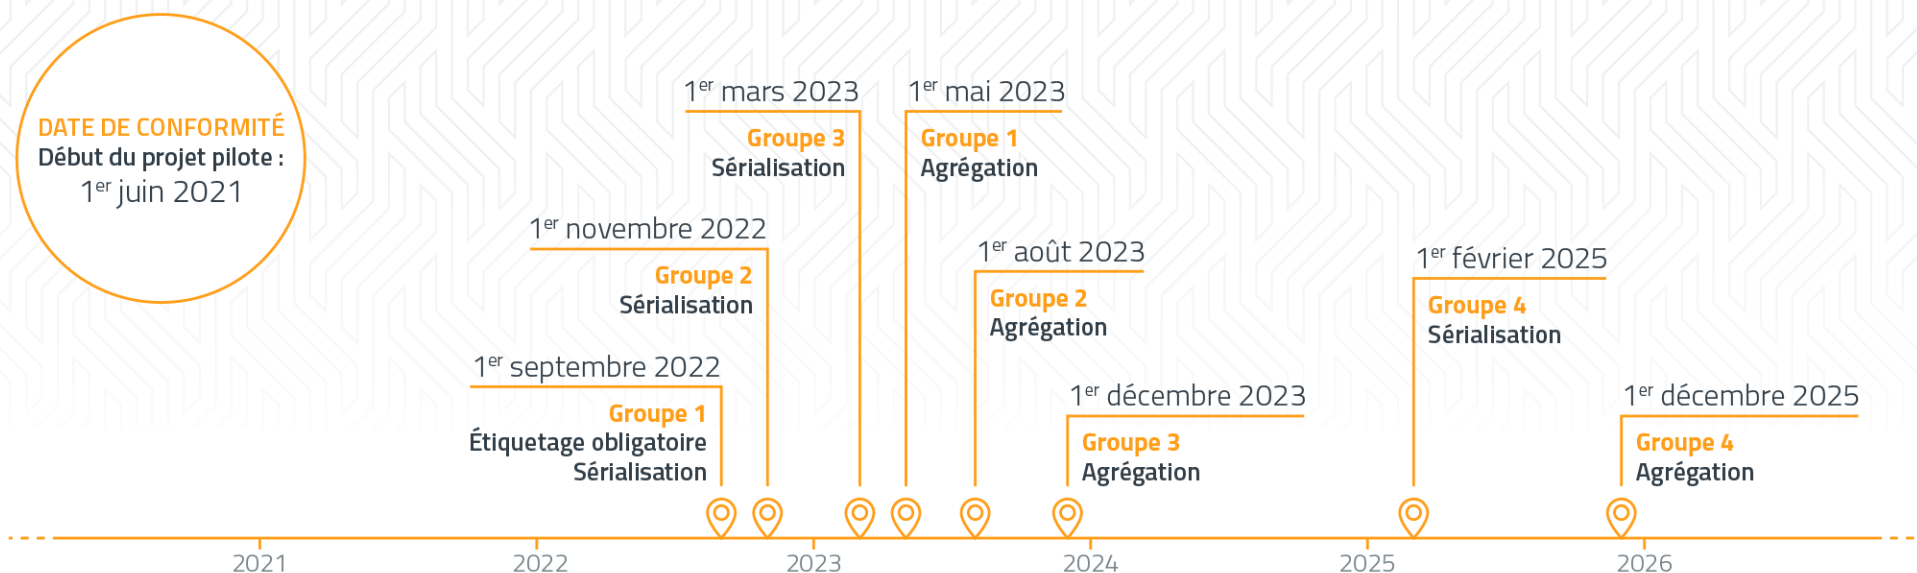 DATE DE CONFORMITÉ
Début du projet pilote :
1er juin 2021
1er mars 2023
Groupe 3
Sérialisation
1er mai 2023
Groupe 1
Agrégation
1er novembre 2022
Groupe 2
Sérialisation
1er août 2023
Groupe 2
Agrégation
1er février 2025
Groupe 4
Sérialisation
1er septembre 2022
Groupe 1
Étiquetage obligatoire
Sérialisation
1er décembre 2023
Groupe 3
Agrégation
1er décembre 2025
Groupe 4
Agrégation
2021
2022
2023
2024
2025
2026